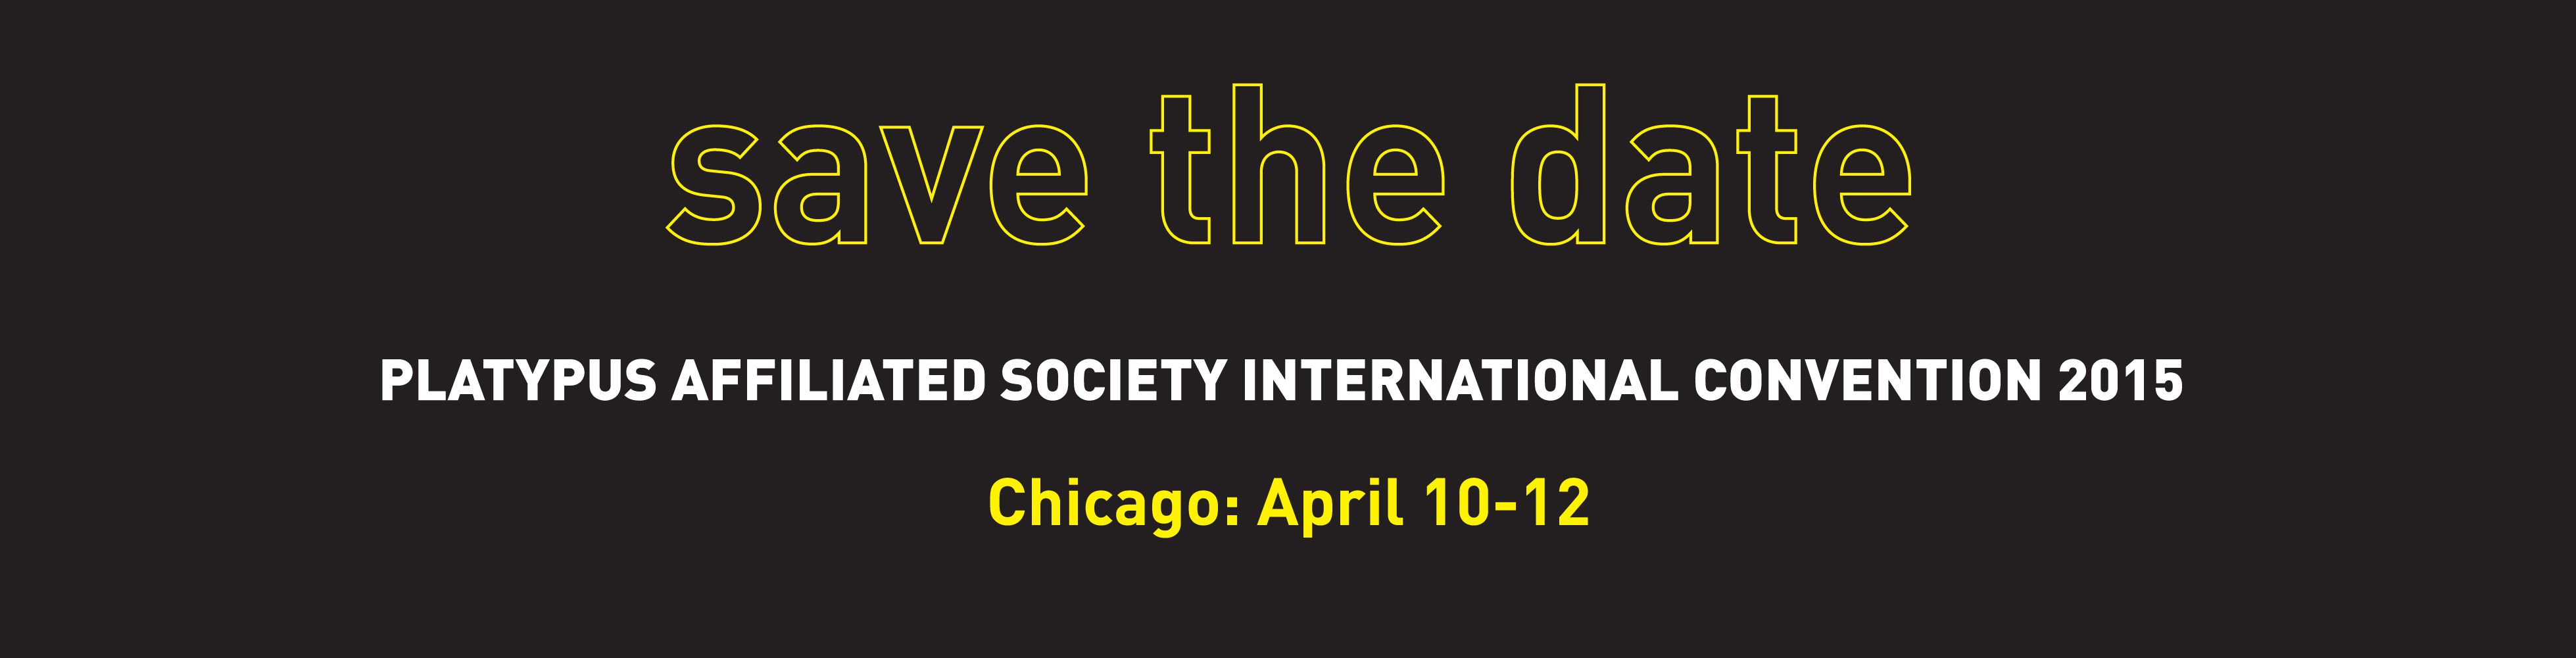 save the date
PLATYPUS AFFILIATED SOCIETY INTERNATIONAL CONVENTION 2015
Chicago: April 10-12